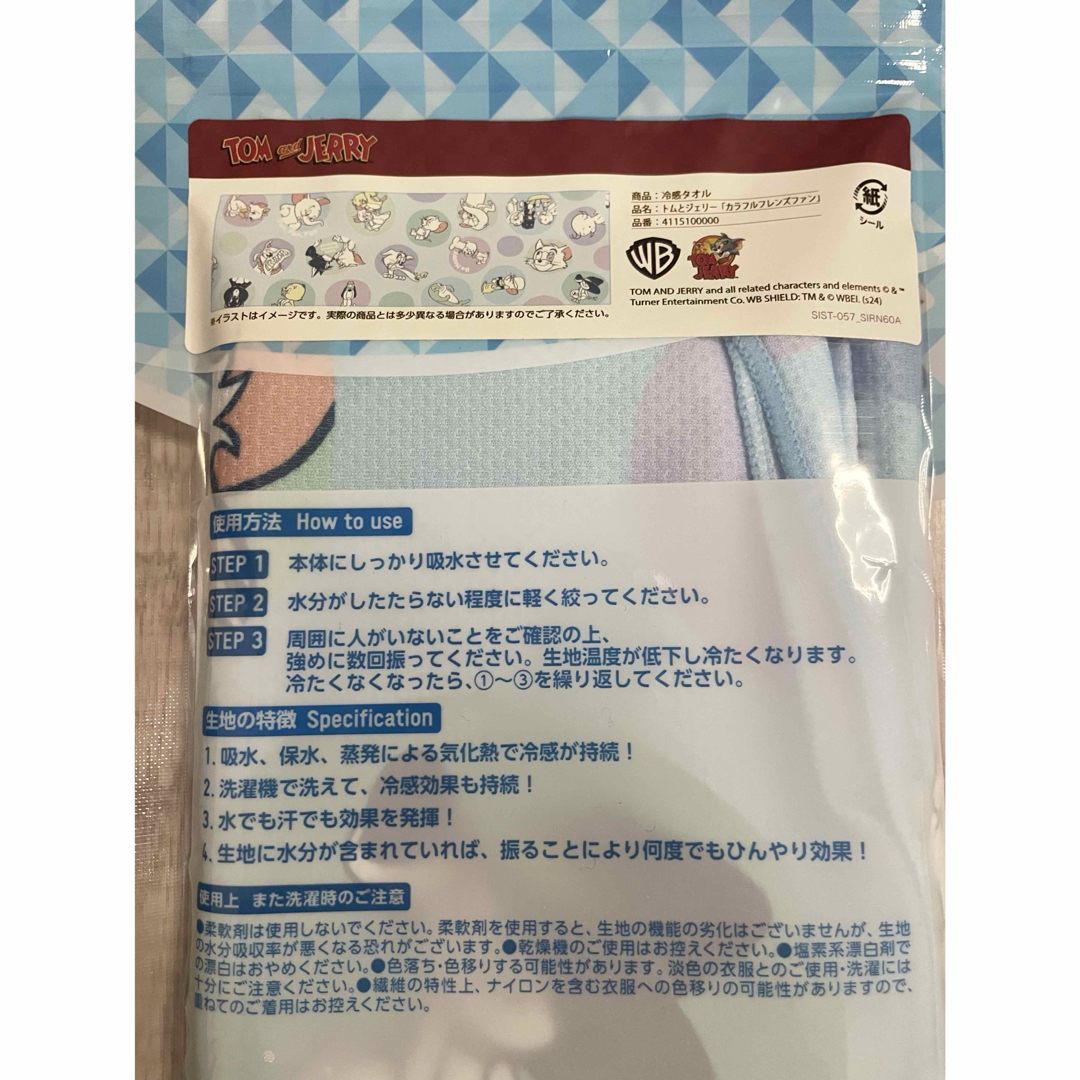 TOM and JERRY
商品：冷感タオル
品名：トムとジェリー「カラフルフレンズファン」
品番：4115100000
紙
シール
WB
TOM and JERRY
TOM AND JERRY and all related characters and elements © & ™
Turner Entertainment Co. WB SHIELD: TM & © WBEI. (s24)
SIST-057_SIRN60A
※イラストはイメージです。実際の商品とは多少異なる場合がありますのでご了承ください。
使用方法 How to use
STEP 1 本体にしっかり吸水させてください。
STEP 2 水分がしたたらない程度に軽く絞ってください。
STEP 3 周囲に人がいないことをご確認の上、
強めに数回振ってください。生地温度が低下し冷たくなります。
冷たくなくなったら、①～③を繰り返してください。
生地の特徴 Specification
1. 吸水、保水、蒸発による気化熱で冷感が持続！
2. 洗濯機で洗えて、冷感効果も持続！
3. 水でも汗でも効果を発揮！
4. 生地に水分が含まれていれば、振ることにより何度でもひんやり効果！
使用上 また洗濯時のご注意
●柔軟剤は使用しないでください。柔軟剤を使用すると、生地の機能の劣化はございませんが、生地
の水分吸収率が悪くなる恐れがございます。●乾燥機のご使用はお控えください。●塩素系漂白剤で
の漂白はおやめください。●色落ち・色移りする可能性があります。淡色の衣服とのご使用・洗濯には
十分にご注意ください。●繊維の特性上、ナイロンを含む衣服への色移りの可能性がありますので、
重ねてのご着用はお控えください。